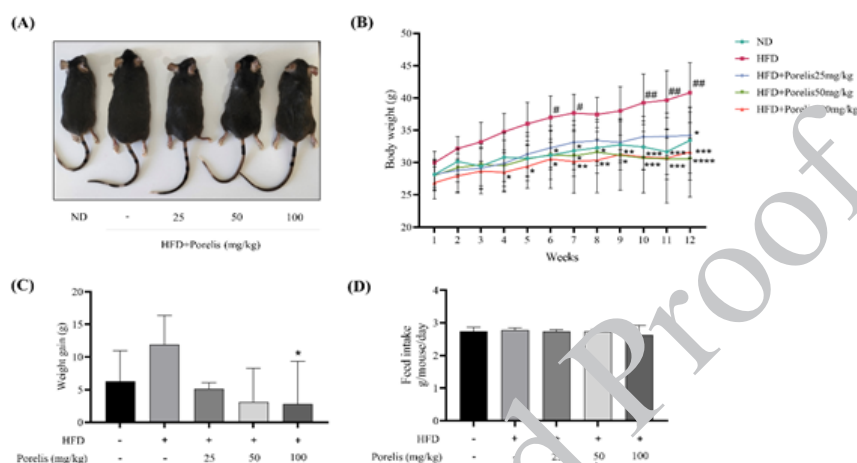 (A)
ND - 25 50 100
HFD+Porelis (mg/kg)
(B)
ND
HFD
HFD+Porelis25mg/kg
HFD+Porelis50mg/kg
Body weight (g)
50
45
40
35
30
25
20
# # ## ## ##
1 2 3 4 5 6 7 8 9 10 11 12
Weeks
(C)
Weight gain (g)
20
15
10
5
0
*
HFD - + + + +
Porelis (mg/kg) - - 25 50 100
(D)
Feed intake
g/mouse/day
4
3
2
1
0
HFD - + + + +
Porelis (mg/kg) - - 50 100
d Proof